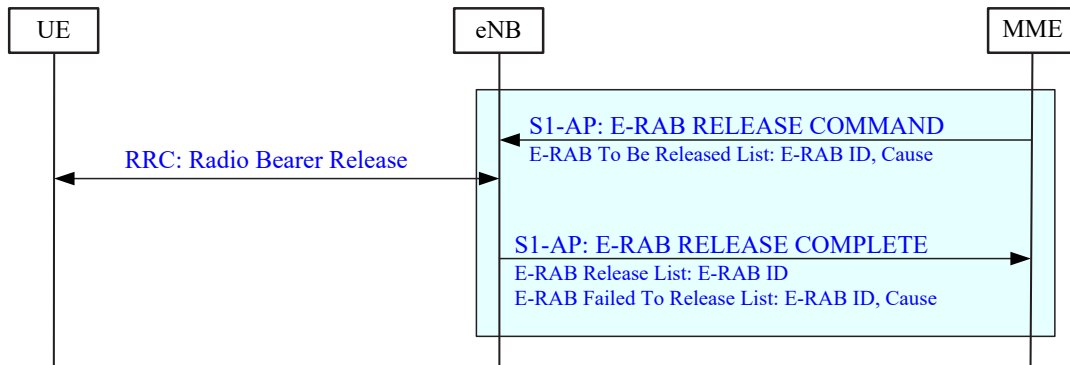 UE
eNB
MME
S1-AP: E-RAB RELEASE COMMAND
E-RAB To Be Released List: E-RAB ID, Cause
RRC: Radio Bearer Release
S1-AP: E-RAB RELEASE COMPLETE
E-RAB Release List: E-RAB ID
E-RAB Failed To Release List: E-RAB ID, Cause